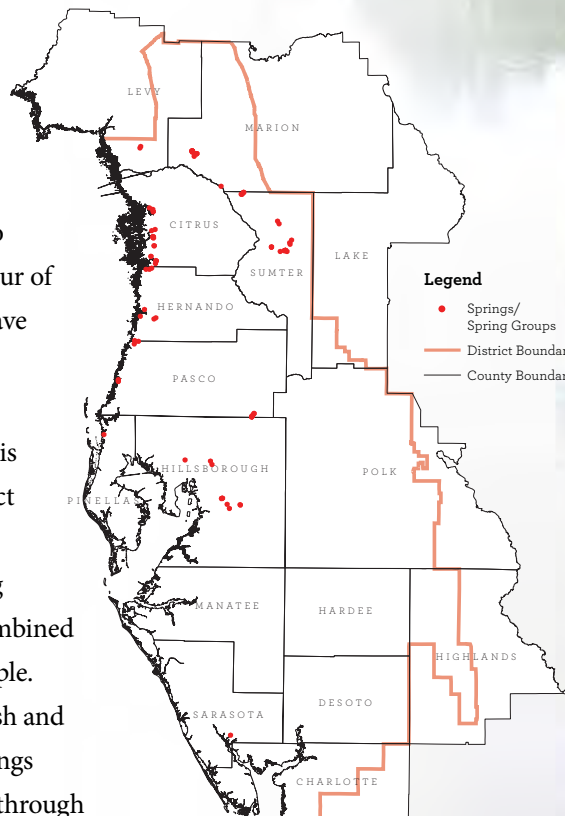 LEVY
MARION
CITRUS
LAKE
SUMTER
ur of
Legend
HERNANDO
Springs/
Spring Groups
ave
District Boundar
County Boundar
PASCO
is
HILLSBOROUGH
POLK
PINELLAS
ct
MANATEE
HARDEE
mbined
HIGHLANDS
ple.
DESOTO
SARASOTA
sh and
ngs
CHARLOTTE
through